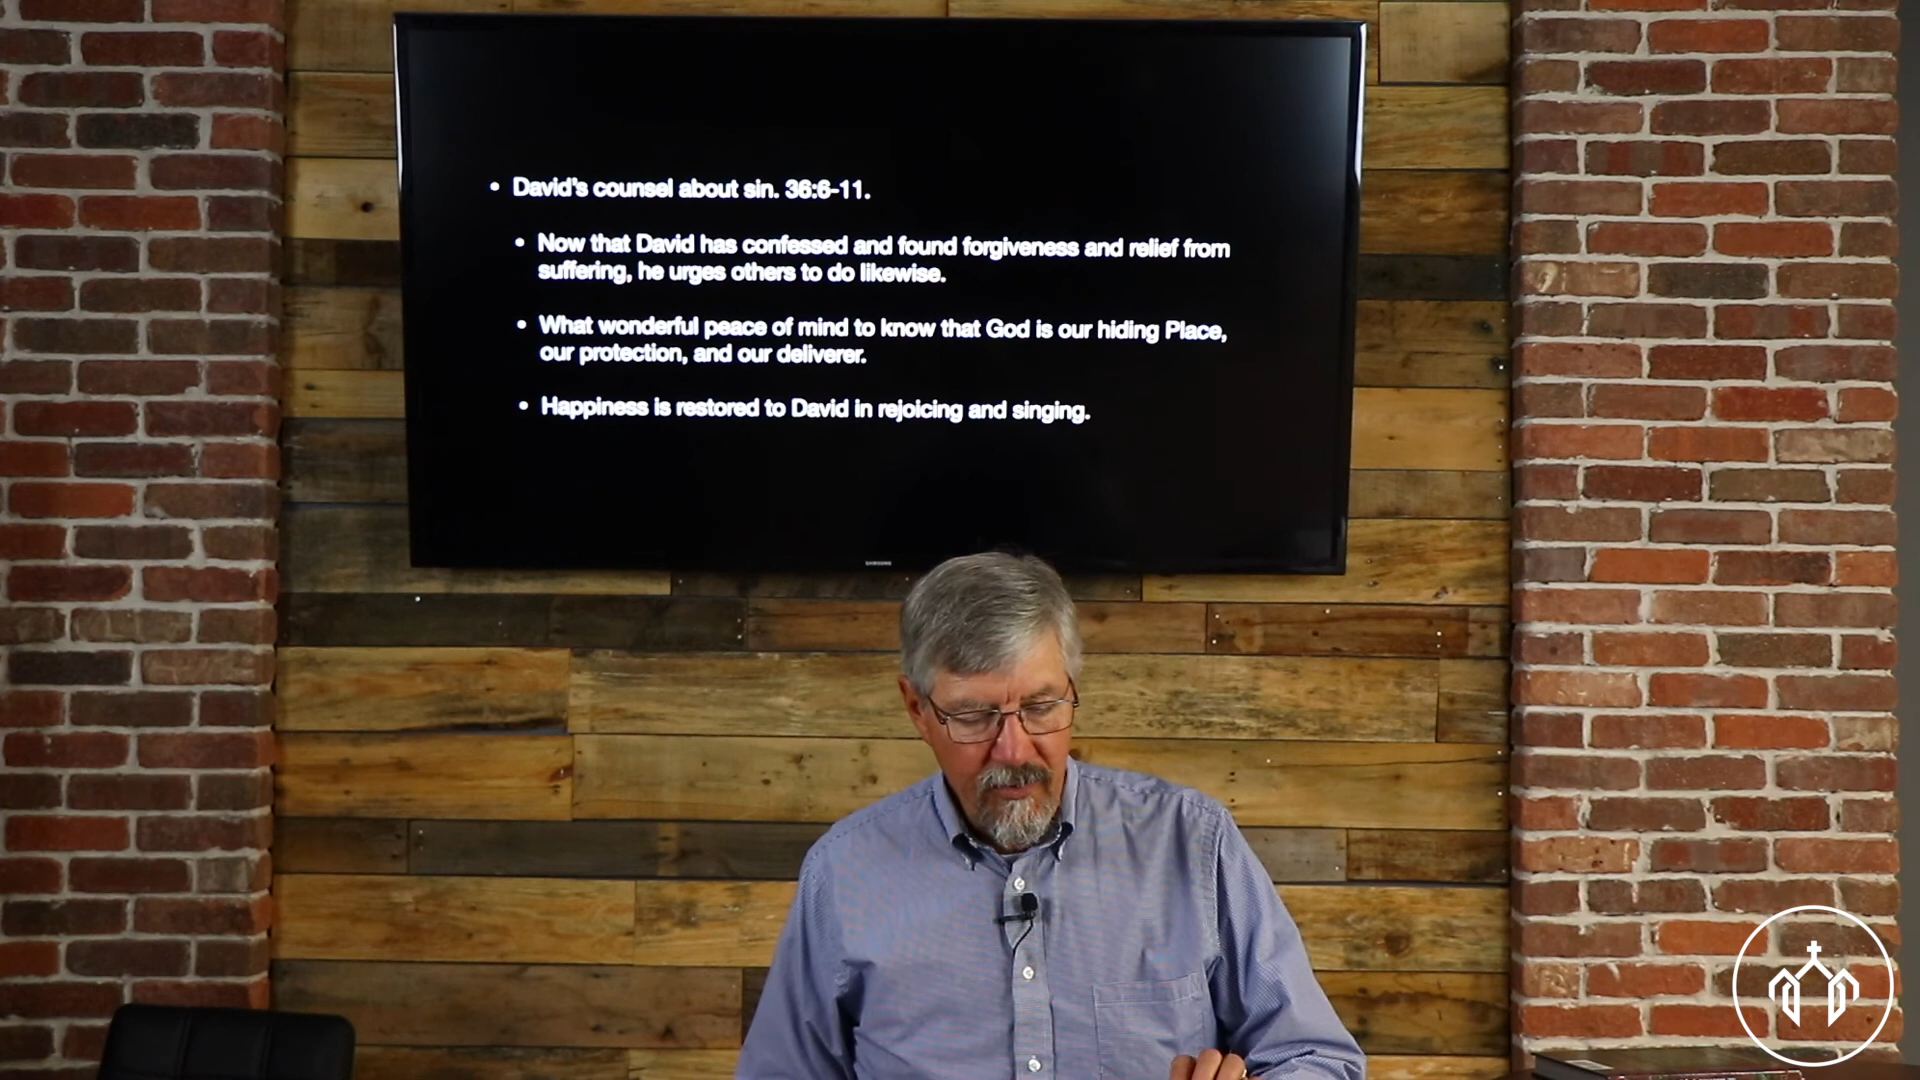 • David's counsel about sin. 36:6-11.
• Now that David has confessed and found forgiveness and relief from
suffering, he urges others to do likewise.
• What wonderful peace of mind to know that God is our hiding Place,
our protection, and our deliverer.
• Happiness is restored to David in rejoicing and singing.
SAMSUNG